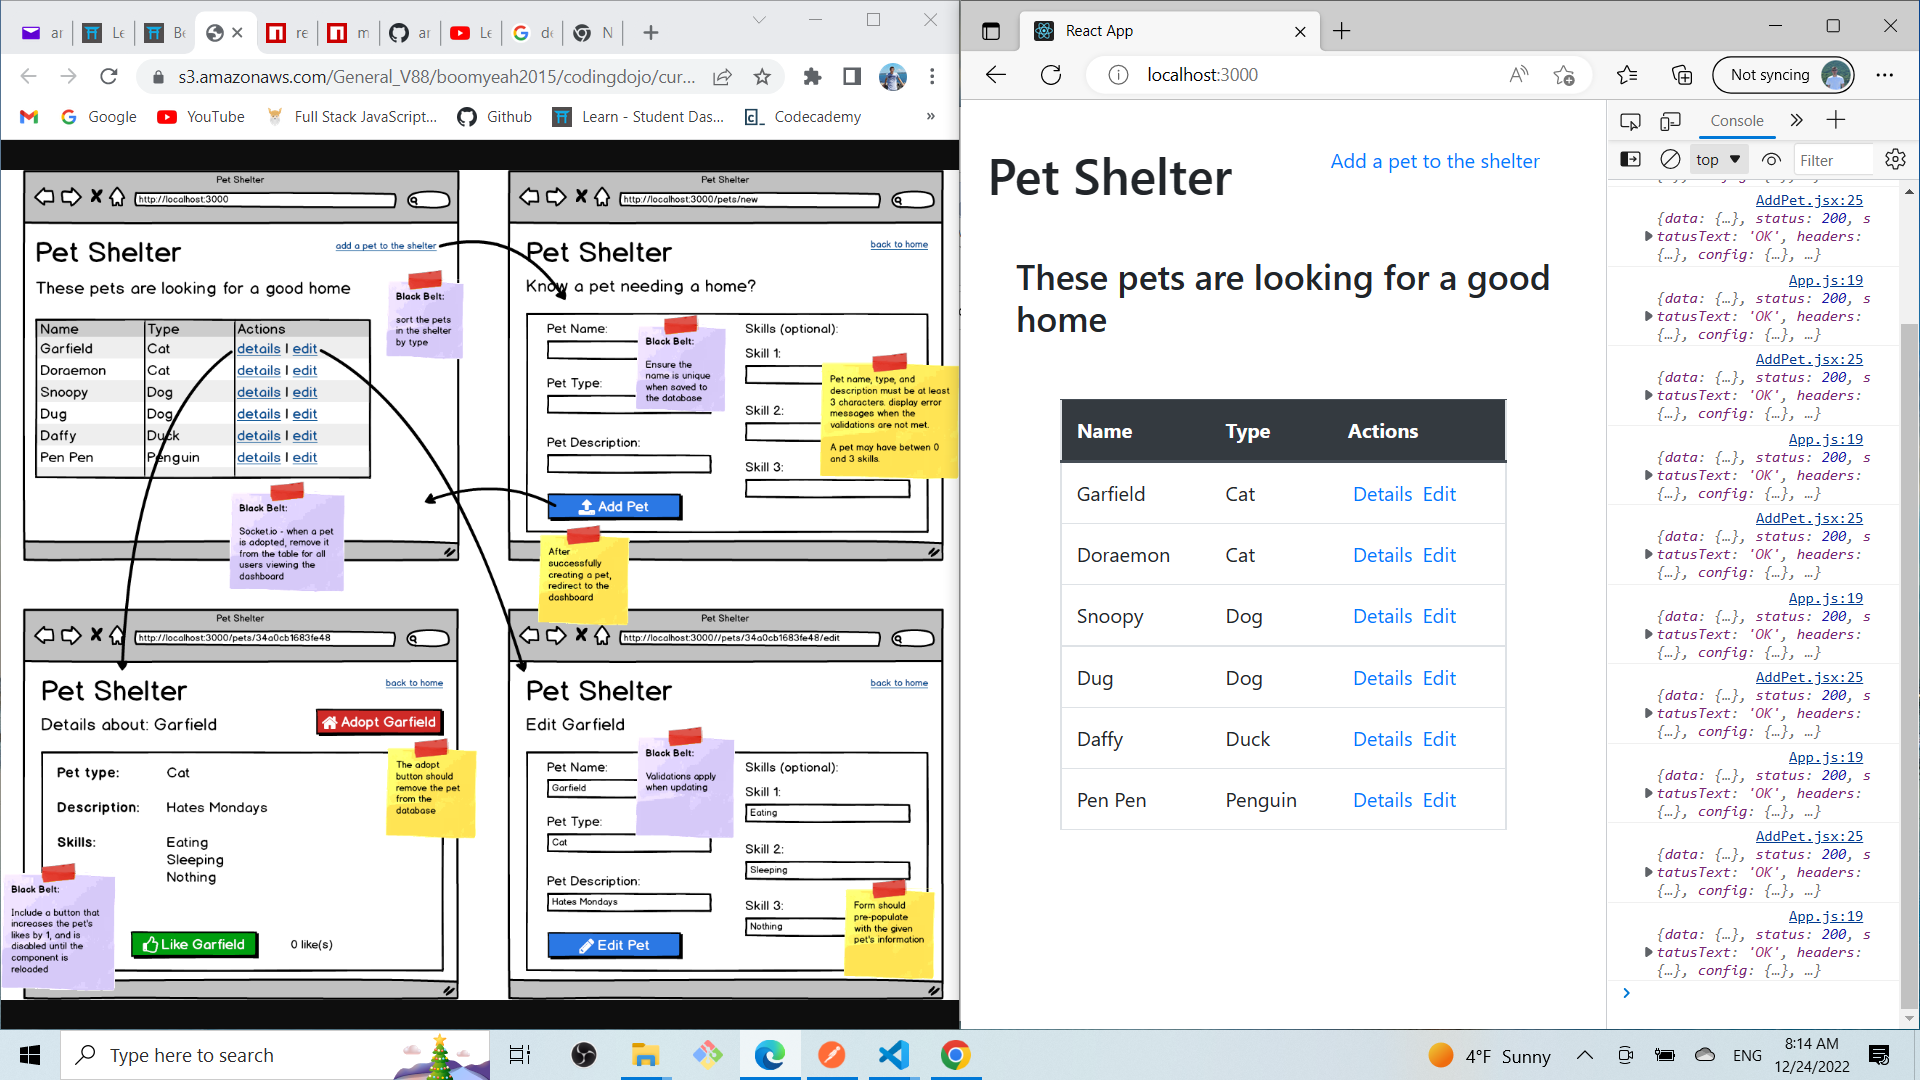 ar
Le
Be
re
m
ar
Le
de
N
s3.amazonaws.com/General_V88/boomyeah2015/codingdojo/cur...
Google
YouTube
Full Stack JavaScript...
Github
Learn - Student Das...
Codecademy
»
Pet Shelter
http://localhost:3000
Pet Shelter
add a pet to the shelter
These pets are looking for a good home
Name Type Actions
Garfield Cat details | edit
Doraemon Cat details | edit
Snoopy Dog details | edit
Dug Dog details | edit
Daffy Duck details | edit
Pen Pen Penguin details | edit
Black Belt:
sort the pets
in the shelter
by type
Black Belt:
Socket.io - when a pet
is adopted, remove it
from the table for all
users viewing the
dashboard
Pet Shelter
http://localhost:3000/pets/new
Pet Shelter
back to home
Know a pet needing a home?
Pet Name:
Pet Type:
Pet Description:
Skills (optional):
Skill 1:
Skill 2:
Skill 3:
Add Pet
Black Belt:
Ensure the
name is unique
when saved to
the database
Pet name, type, and
description must be at least
3 characters. display error
messages when the
validations are not met.
A pet may have betwen 0
and 3 skills.
After
successfully
creating a pet,
redirect to the
dashboard
Pet Shelter
http://localhost:3000/pets/34a0cb1683fe48
Pet Shelter
back to home
Details about: Garfield
Adopt Garfield
Pet type: Cat
Description: Hates Mondays
Skills: Eating
Sleeping
Nothing
Like Garfield
0 like(s)
The adopt
button should
remove the pet
from the
database
Black Belt:
Include a button that
increases the pet's
likes by 1, and is
disabled until the
component is
reloaded
Pet Shelter
http://localhost:3000//pets/34a0cb1683fe48/edit
Pet Shelter
back to home
Edit Garfield
Pet Name:
Garfield
Pet Type:
Cat
Pet Description:
Hates Mondays
Skills (optional):
Skill 1:
Eating
Skill 2:
Sleeping
Skill 3:
Nothing
Edit Pet
Black Belt:
Validations apply
when updating
Form should
pre-populate
with the given
pet's information
React App
localhost:3000
Not syncing
Pet Shelter
Add a pet to the shelter
These pets are looking for a good
home
Name Type Actions
Garfield Cat Details Edit
Doraemon Cat Details Edit
Snoopy Dog Details Edit
Dug Dog Details Edit
Daffy Duck Details Edit
Pen Pen Penguin Details Edit
Console
top
Filter
AddPet.jsx:25
{data: {…}, status: 200, s
tatusText: 'OK', headers:
{…}, config: {…}, …}
App.js:19
{data: {…}, status: 200, s
tatusText: 'OK', headers:
{…}, config: {…}, …}
AddPet.jsx:25
{data: {…}, status: 200, s
tatusText: 'OK', headers:
{…}, config: {…}, …}
App.js:19
{data: {…}, status: 200, s
tatusText: 'OK', headers:
{…}, config: {…}, …}
AddPet.jsx:25
{data: {…}, status: 200, s
tatusText: 'OK', headers:
{…}, config: {…}, …}
App.js:19
{data: {…}, status: 200, s
tatusText: 'OK', headers:
{…}, config: {…}, …}
AddPet.jsx:25
{data: {…}, status: 200, s
tatusText: 'OK', headers:
{…}, config: {…}, …}
App.js:19
{data: {…}, status: 200, s
tatusText: 'OK', headers:
{…}, config: {…}, …}
AddPet.jsx:25
{data: {…}, status: 200, s
tatusText: 'OK', headers:
{…}, config: {…}, …}
App.js:19
{data: {…}, status: 200, s
tatusText: 'OK', headers:
{…}, config: {…}, …}
Type here to search
4°F Sunny
ENG
8:14 AM
12/24/2022